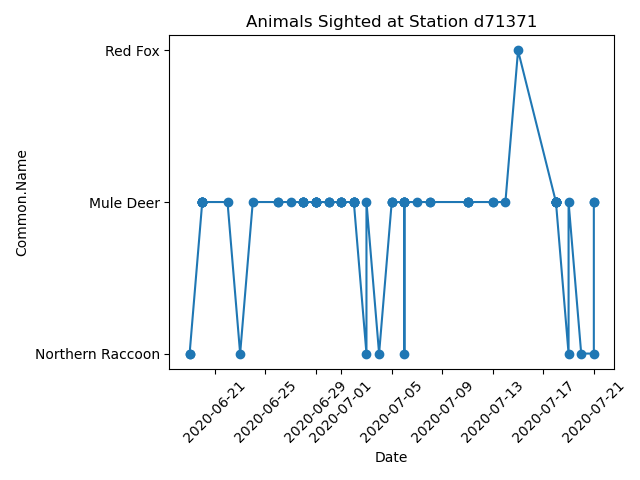 Animals Sighted at Station d71371
Common.Name
Red Fox
Mule Deer
Northern Raccoon
2020-06-21
2020-06-25
2020-06-29
2020-07-01
2020-07-05
2020-07-09
2020-07-13
2020-07-17
2020-07-21
Date